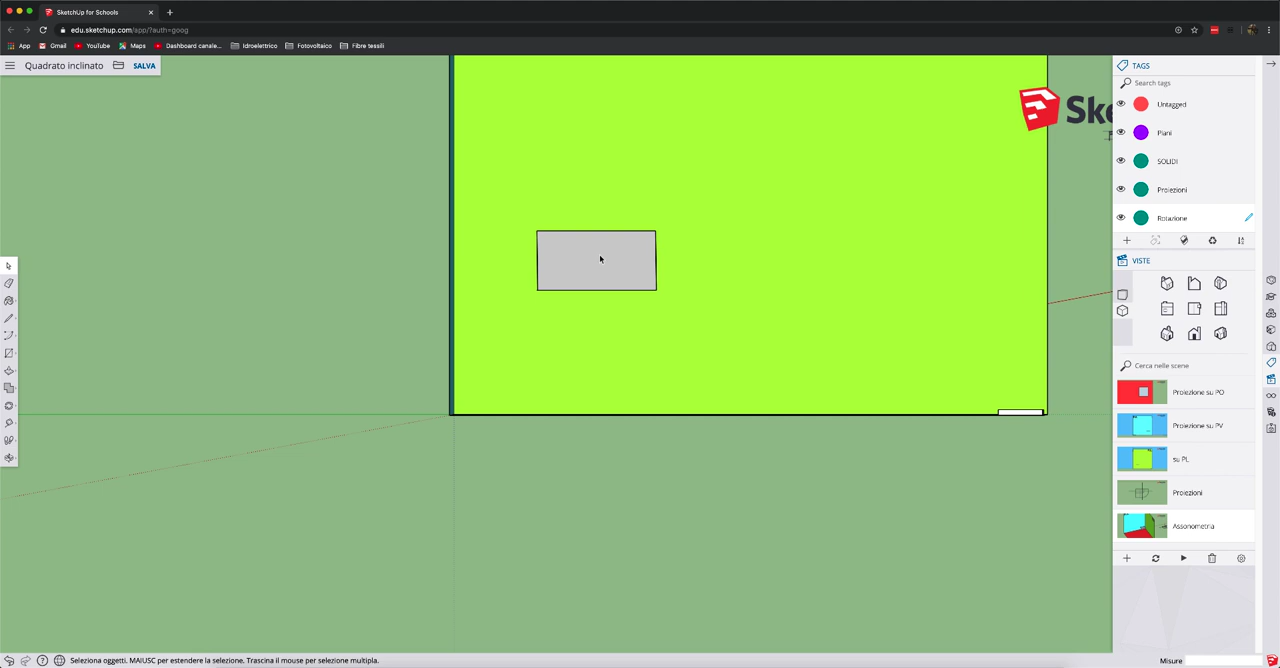 SketchUp for Schools
edu.sketchup.com/app/?auth=goog
App Gmail YouTube Maps Dashboard canale... Idroelettrico Fotovoltaico Fibre tessili
Quadrato inclinato SALVA
TAGS
Search tags
Untagged
Piani
SOLIDI
Proiezioni
Rotazione
VISTE
Cerca nelle scene
Proiezione su PO
Proiezione su PV
su PL
Proiezioni
Assonometria
Ske
Seleziona oggetti. MAIUSC per estendere la selezione. Trascina il mouse per selezione multipla.
Misure